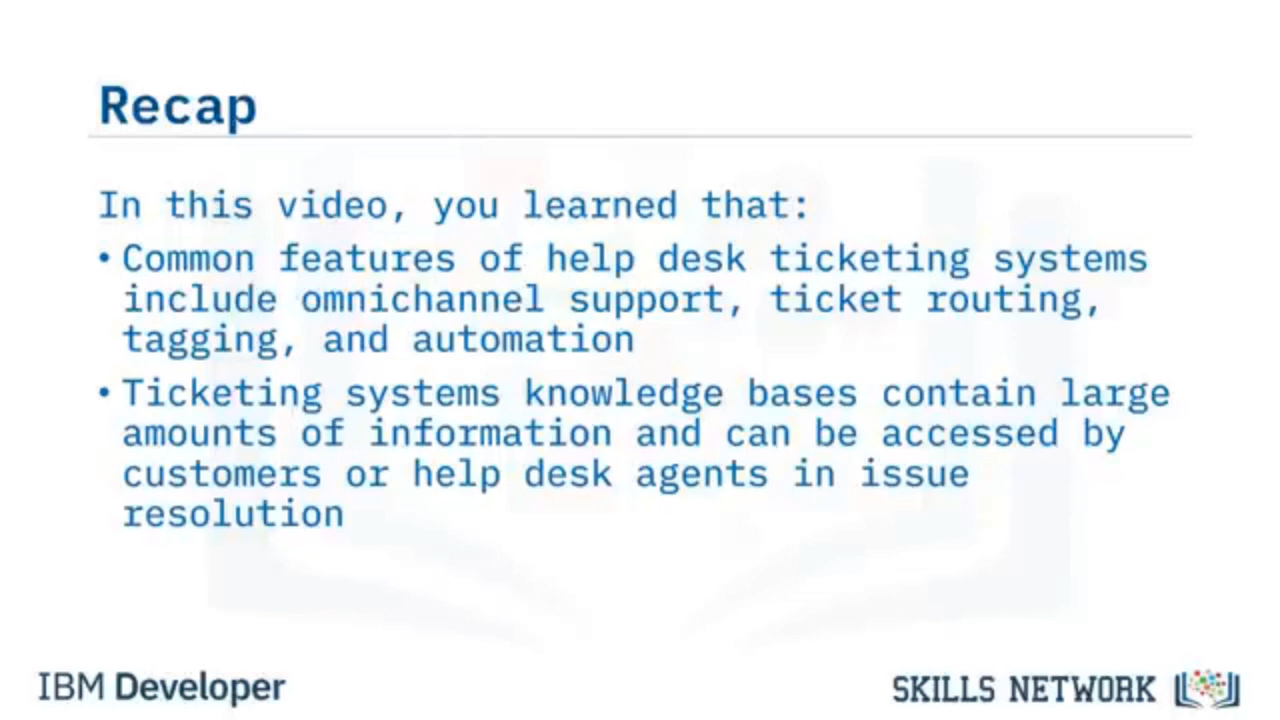 Recap
In this video, you learned that:
• Common features of help desk ticketing systems
include omnichannel support, ticket routing,
tagging, and automation
• Ticketing systems knowledge bases contain large
amounts of information and can be accessed by
customers or help desk agents in issue
resolution
IBM Developer
SKILLS NETWORK